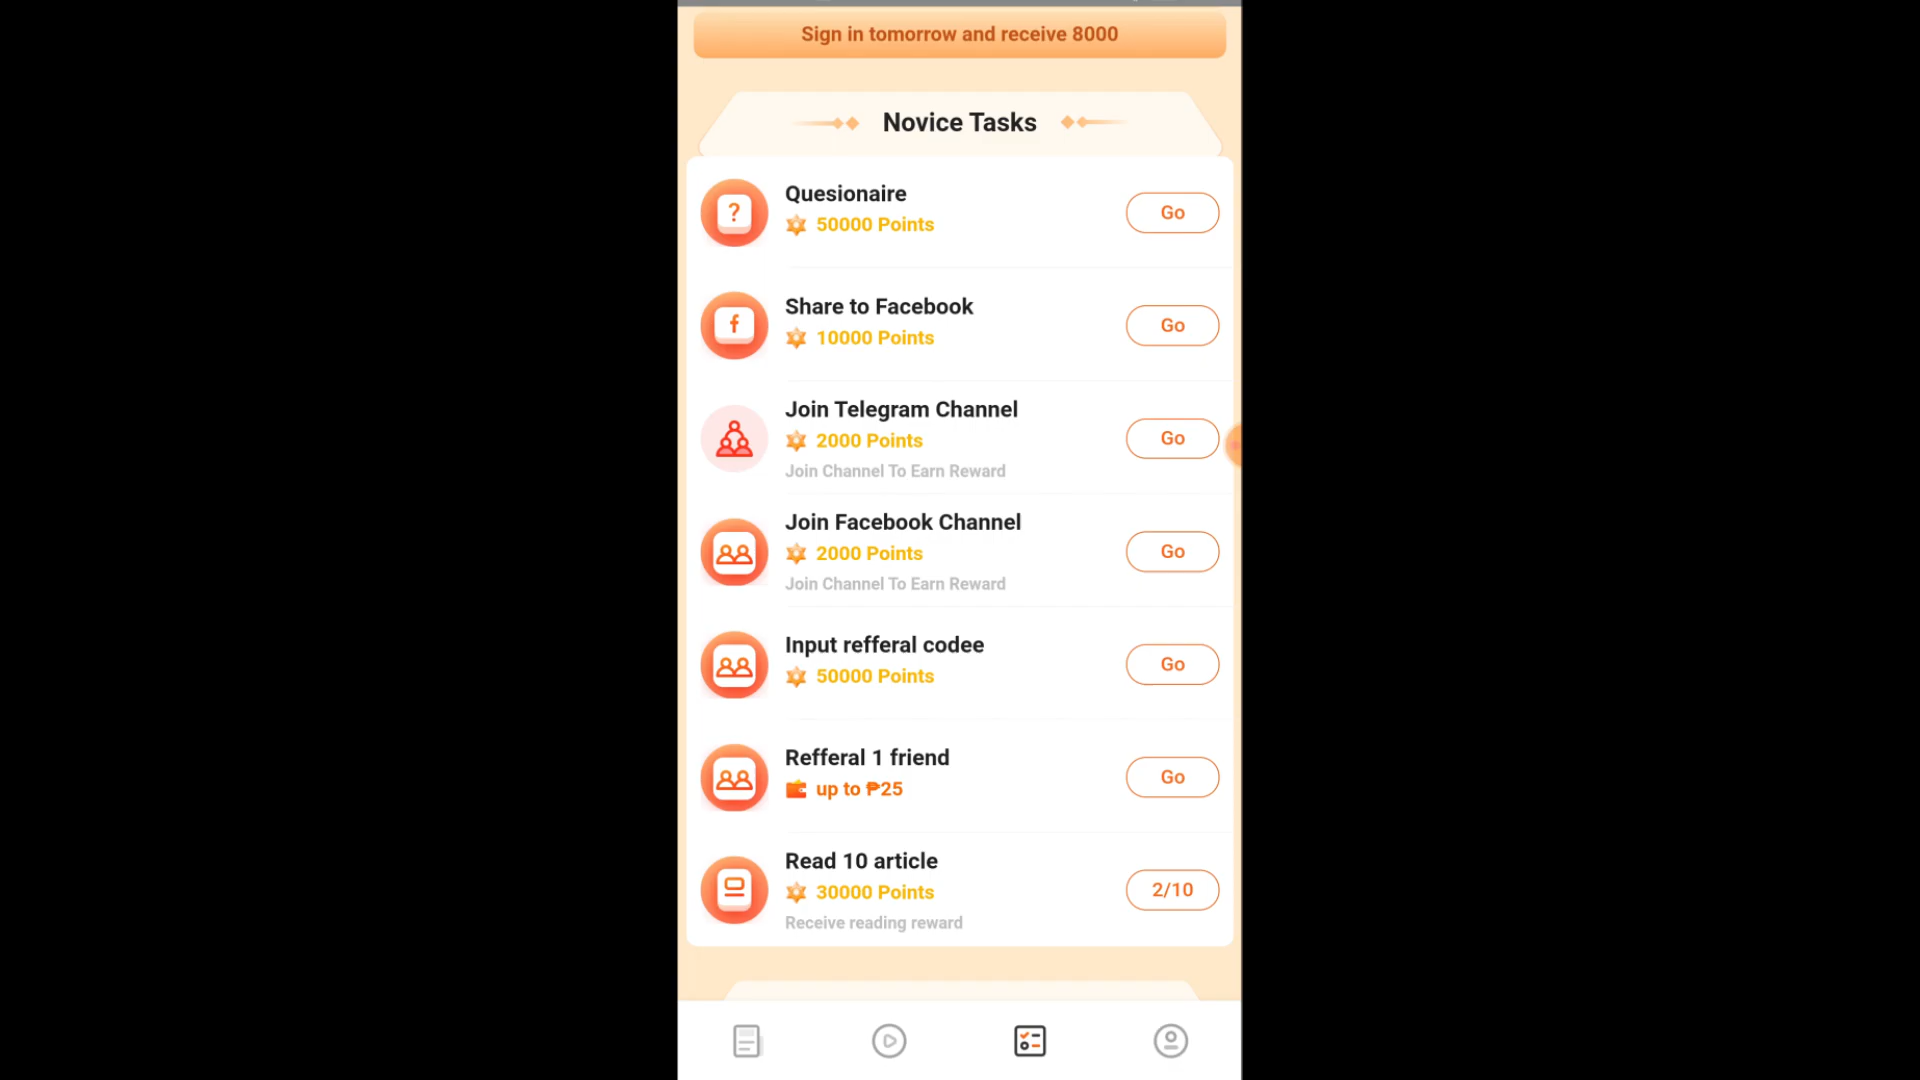 Sign in tomorrow and receive 8000
Novice Tasks
?
Quesionaire
50000 Points
Go
f
Share to Facebook
10000 Points
Go
Join Telegram Channel
2000 Points
Join Channel To Earn Reward
Go
Join Facebook Channel
2000 Points
Join Channel To Earn Reward
Go
Input refferal codee
50000 Points
Go
Refferal 1 friend
up to ₱25
Go
Read 10 article
30000 Points
Receive reading reward
2/10